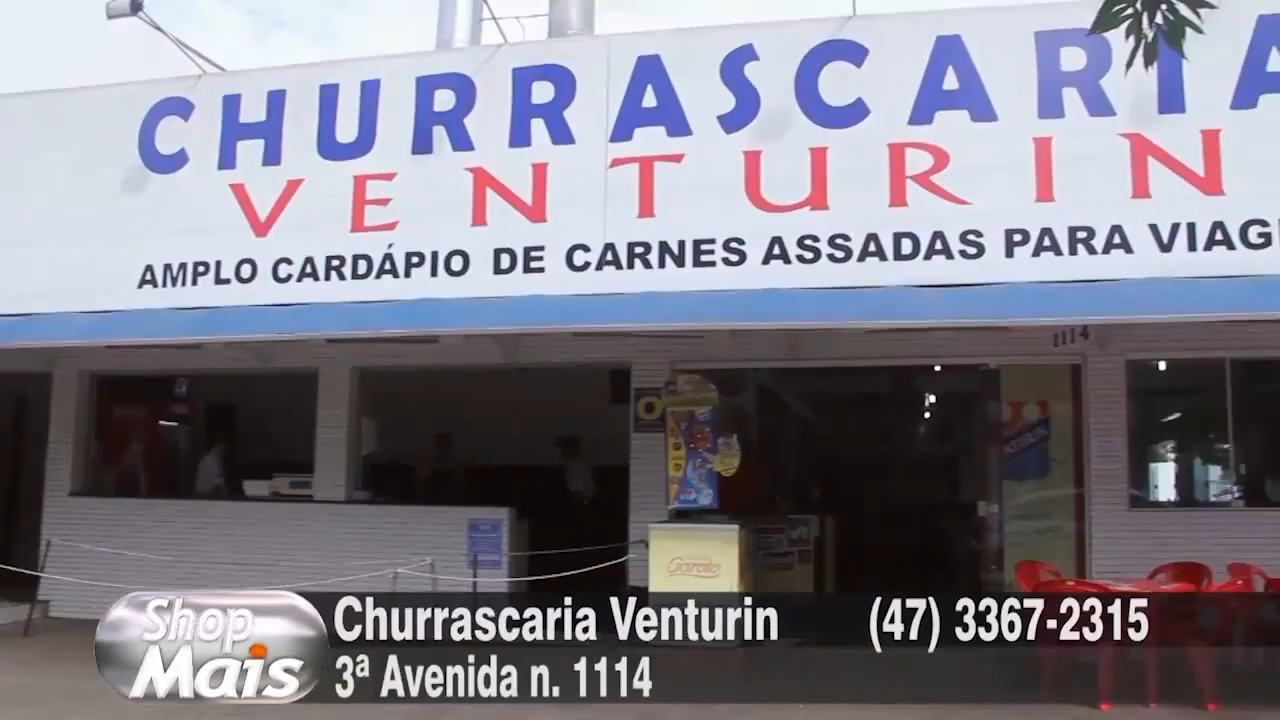 CHURRASCARIA
VENTURIN
AMPLO CARDÁPIO DE CARNES ASSADAS PARA VIAG
1114
Garoto
Shop
Mais
Churrascaria Venturin (47) 3367-2315
3ª Avenida n. 1114